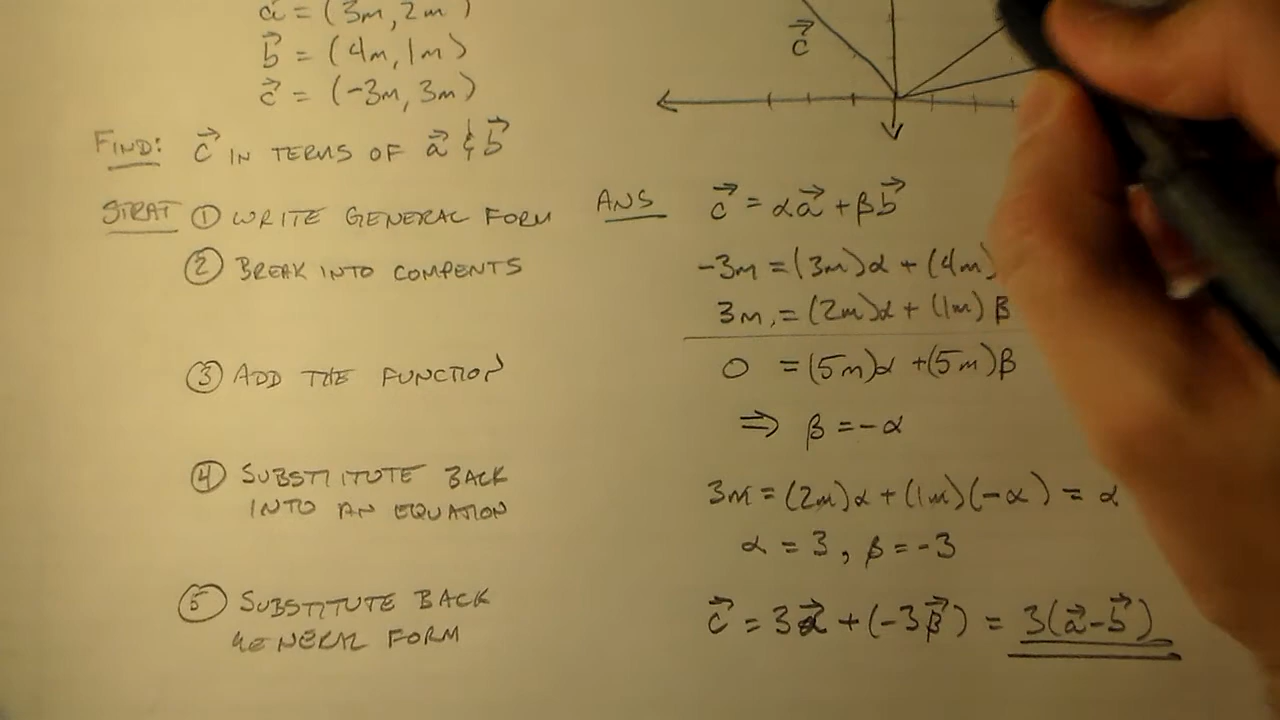 a⃗ = (3m, 2m)
b⃗ = (4m, 1m)
c⃗ = (-3m, 3m)
c⃗
FIND: c⃗ IN TERMS OF a⃗ & b⃗
STRAT ① WRITE GENERAL FORM
② BREAK INTO COMPENTS
③ ADD THE FUNCTION
④ SUBSTITUTE BACK
INTO AN EQUATION
⑤ SUBSTITUTE BACK
GENERAL FORM
ANS c⃗ = αa⃗ + βb⃗
-3m = (3m)α + (4m)
3m = (2m)α + (1m)β
0 = (5m)α + (5m)β
⇒ β = -α
3m = (2m)α + (1m)(-α) = α
α = 3, β = -3
c⃗ = 3a⃗ + (-3β⃗) = 3(a⃗-b⃗)